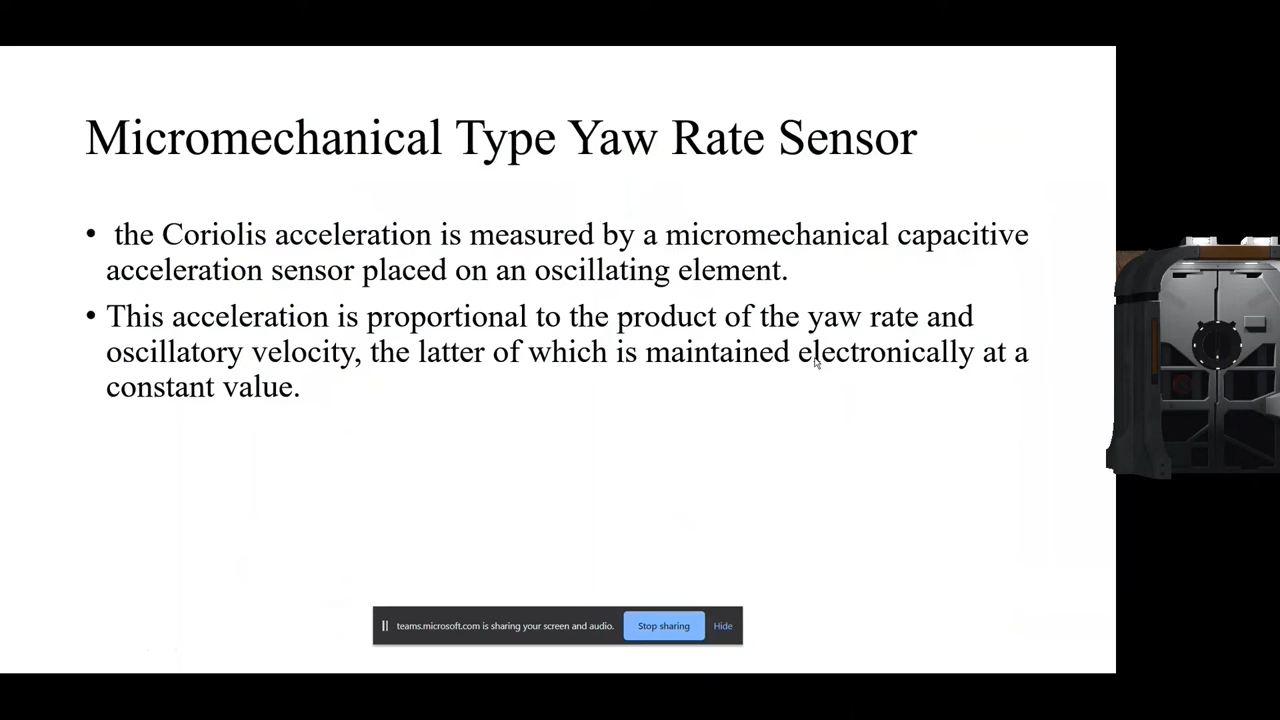 Micromechanical Type Yaw Rate Sensor
• the Coriolis acceleration is measured by a micromechanical capacitive
acceleration sensor placed on an oscillating element.
• This acceleration is proportional to the product of the yaw rate and
oscillatory velocity, the latter of which is maintained electronically at a
constant value.
teams.microsoft.com is sharing your screen and audio. Stop sharing Hide